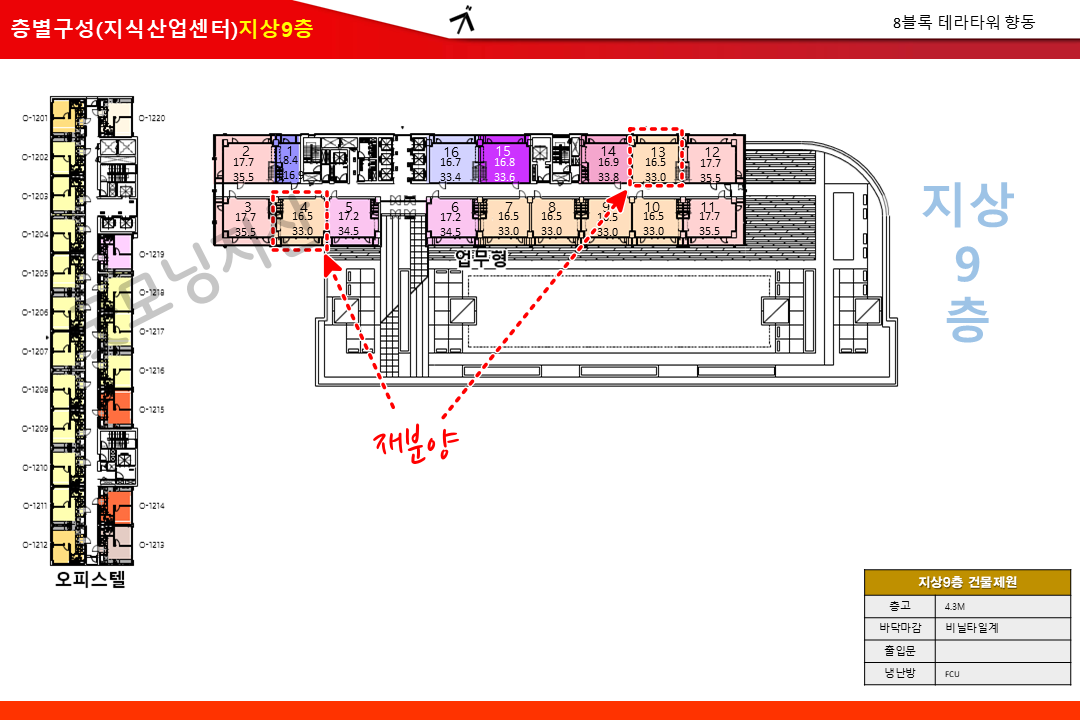 층별구성(지식산업센터)지상9층
8블록 테라타워 향동
O-1201
O-1220
O-1202
O-1203
O-1204
O-1219
O-1205
O-1218
O-1206
O-1217
O-1207
O-1216
O-1208
O-1215
O-1209
O-1210
O-1211
O-1214
O-1212
O-1213
오피스텔
2
17.7
35.5
1
8.4
16.9
16
16.7
33.4
15
16.8
33.6
14
16.9
33.8
13
16.5
33.0
12
17.7
35.5
3
17.7
35.5
4
16.5
33.0
5
17.2
34.5
6
17.2
34.5
7
16.5
33.0
8
16.5
33.0
9
16.5
33.0
10
16.5
33.0
11
17.7
35.5
업무형
지상
9
층
재분양
지상9층 건물제원
층고 4.3M
바닥마감 비닐타일계
출입문
냉난방 FCU